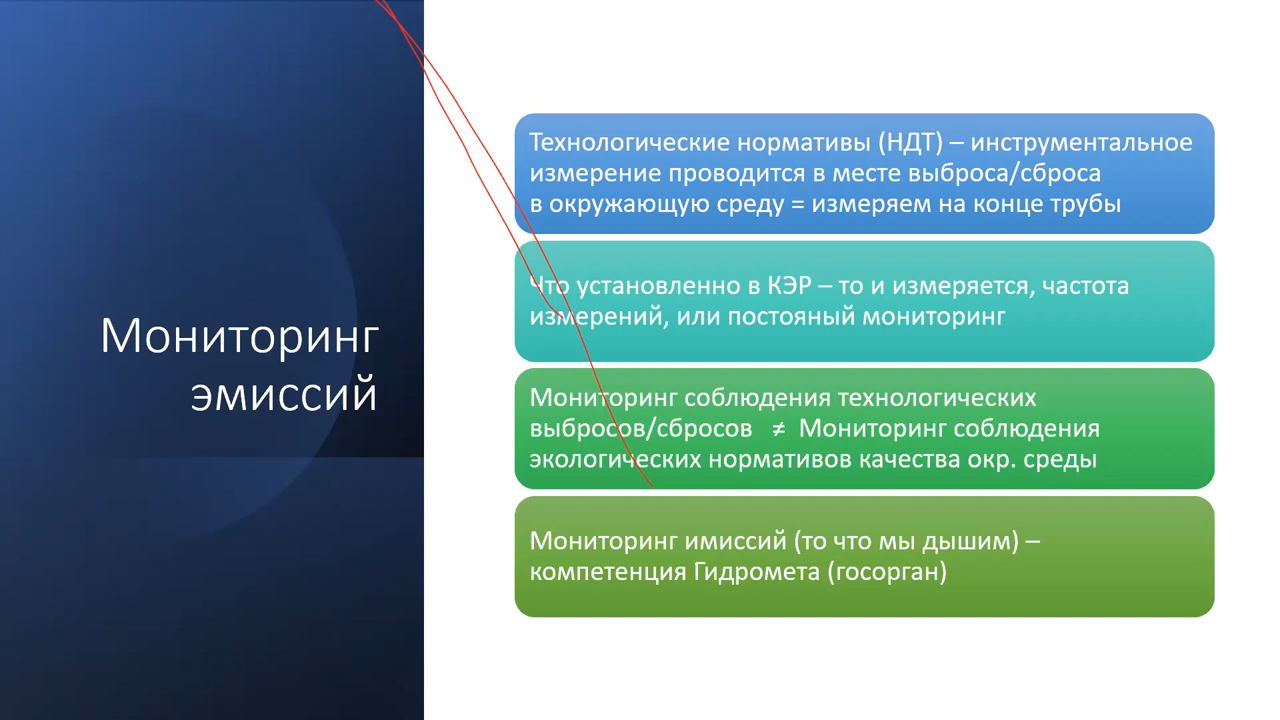 Мониторинг
эмиссий
Технологические нормативы (НДТ) – инструментальное
измерение проводится в месте выброса/сброса
в окружающую среду = измеряем на конце трубы
Что установленно в КЭР – то и измеряется, частота
измерений, или постояный мониторинг
Мониторинг соблюдения технологических
выбросов/сбросов ≠ Мониторинг соблюдения
экологических нормативов качества окр. среды
Мониторинг имиссий (то что мы дышим) –
компетенция Гидромета (госорган)